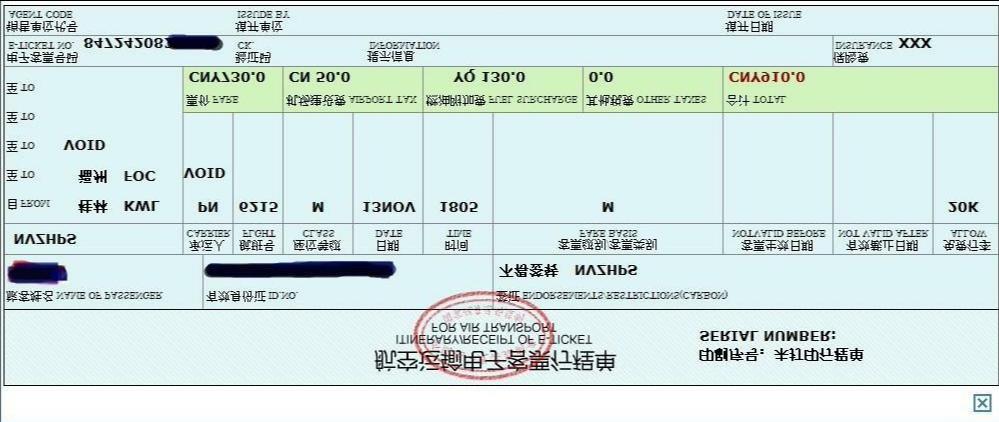 航空运输电子客票行程单
ITINERARY/RECEIPT OF E-TICKET
FOR AIR TRANSPORT
印刷序号：未打印行程单
SERIAL NUMBER:
旅客姓名 NAME OF PASSENGER 有效身份证 ID.NO. 签证 ENDORSEMENTS/RESTRICTIONS(CARBON)
不得签转 NVZHPS
NVZHPS 承运人 CARRIER 航班号 FLIGHT 座位等级 CLASS 日期 DATE 时间 TIME 客票级别/客票类别 FARE BASIS 客票生效日期 NOTVALID BEFORE 有效截止日期 NOT VALID AFTER 免费行李 ALLOW
自 FROM 桂林 KWL PN 6215 M 13NOV 1805 M 20K
至 TO 福州 FOC VOID
至 TO VOID
至 TO
至 TO 票价 FARE 机场建设费 AIRPORT TAX 燃油附加费 FUEL SURCHARGE 其他税费 OTHER TAXES 合计 TOTAL
CNY730.0 CN 50.0 YQ 130.0 0.0 CNY910.0
电子客票号码 E-TICKET NO. 847242087 验证码 CK. 提示信息 INFORMATION 保险费 INSURANCE XXX
销售单位代号 AGENT CODE 填开单位 ISSUDE BY 填开日期 DATE OF ISSUE